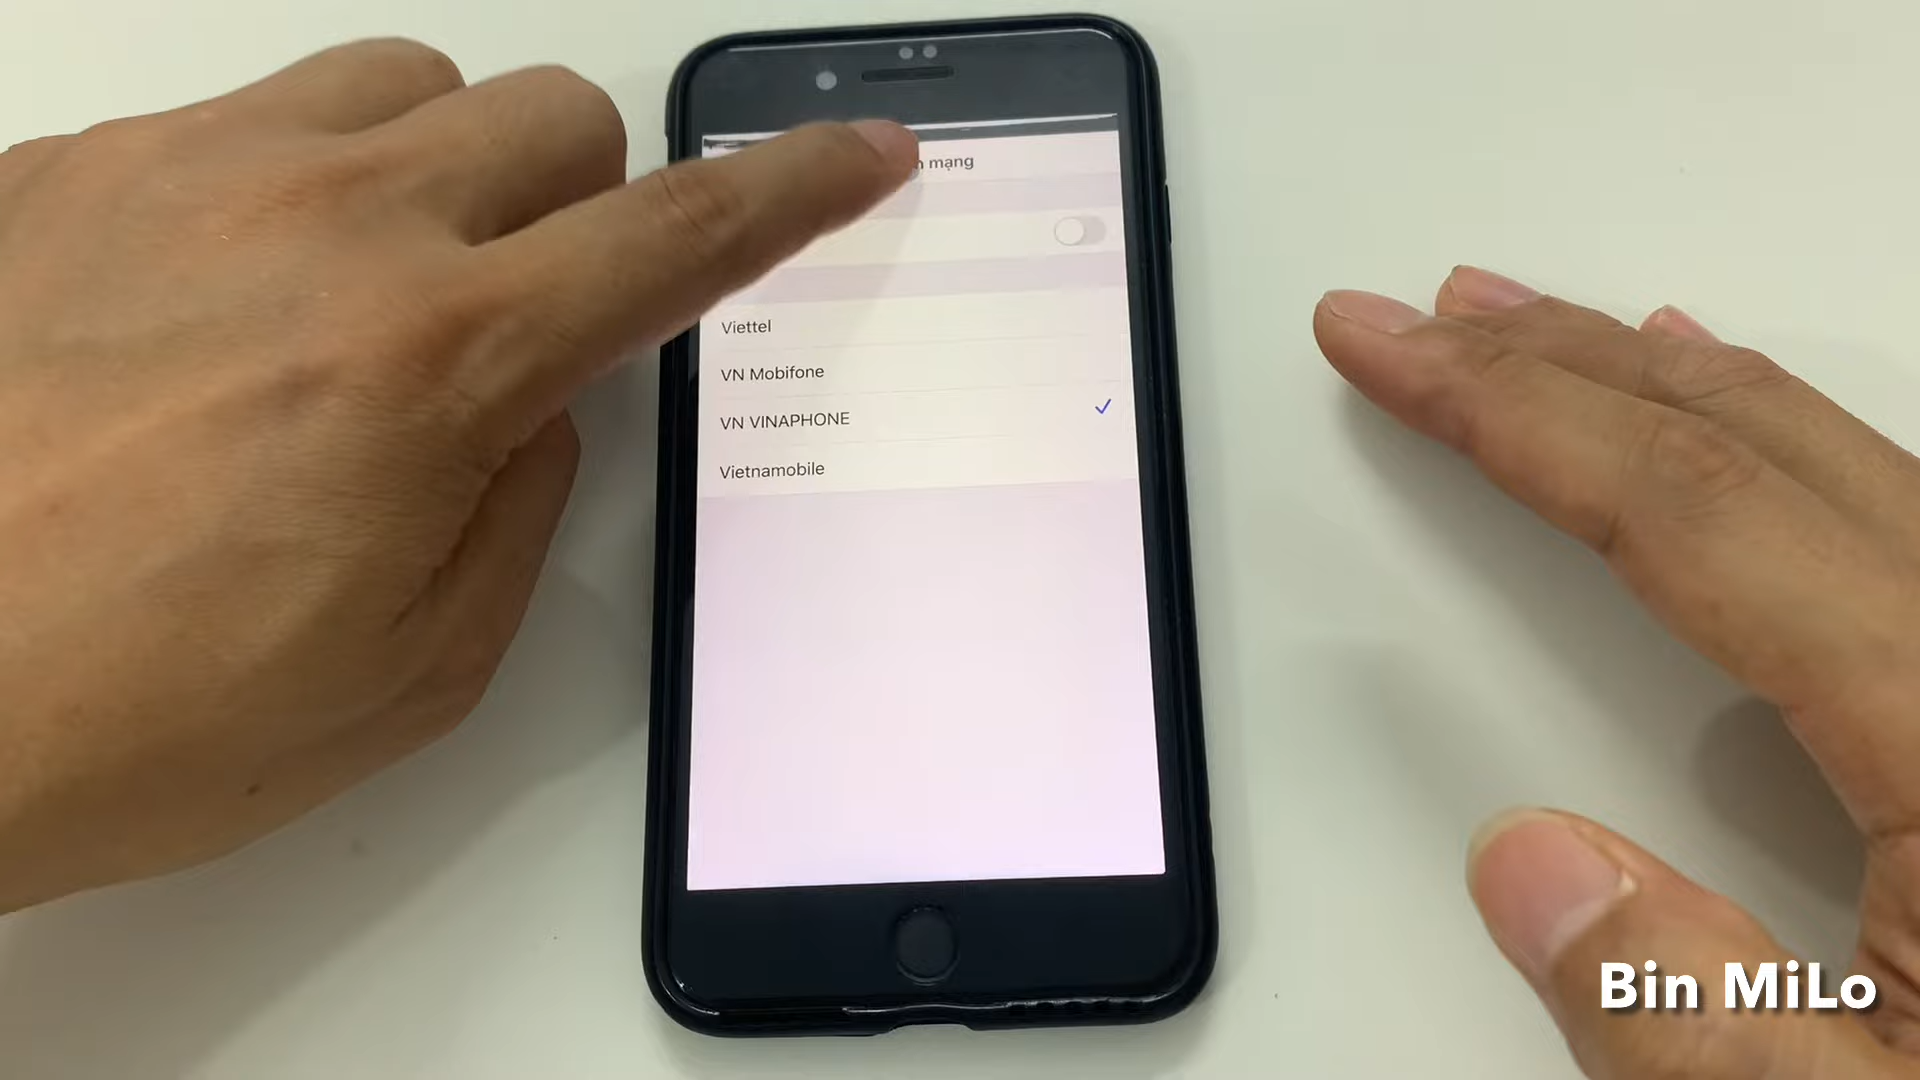 mạng
Viettel
VN Mobifone
VN VINAPHONE
Vietnamobile
Bin MiLo